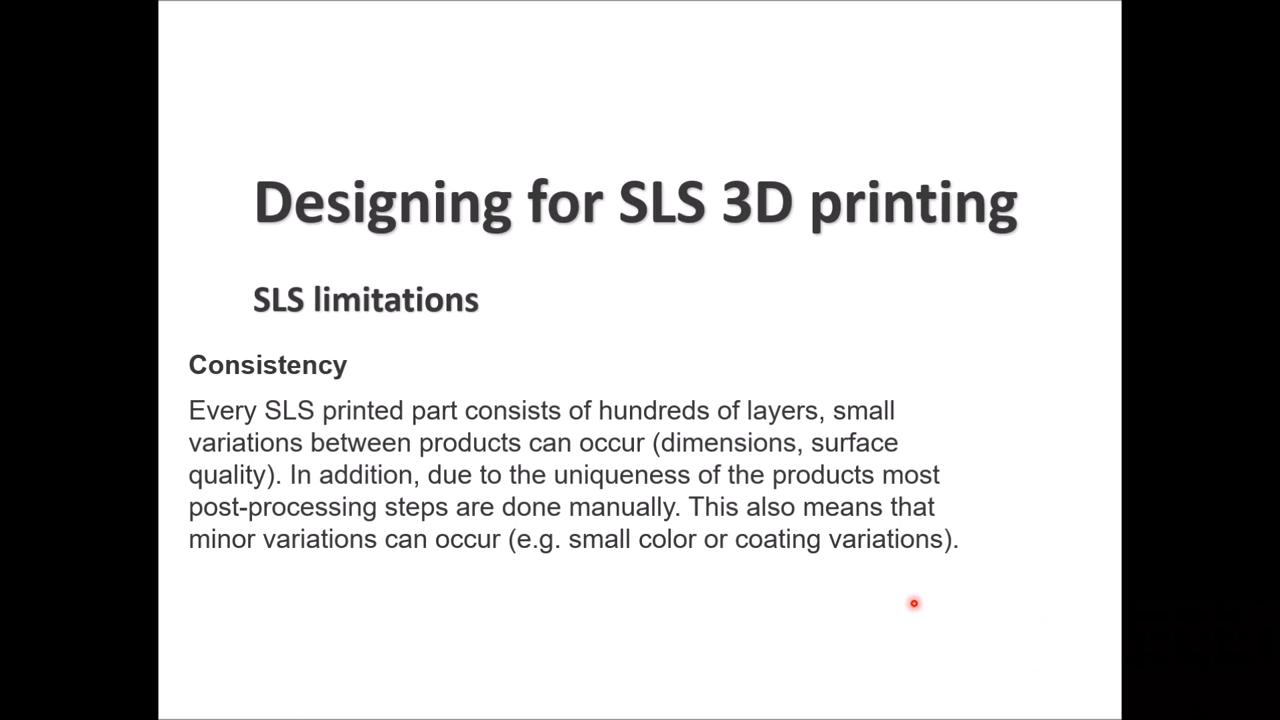 Designing for SLS 3D printing
SLS limitations
Consistency
Every SLS printed part consists of hundreds of layers, small
variations between products can occur (dimensions, surface
quality). In addition, due to the uniqueness of the products most
post-processing steps are done manually. This also means that
minor variations can occur (e.g. small color or coating variations).